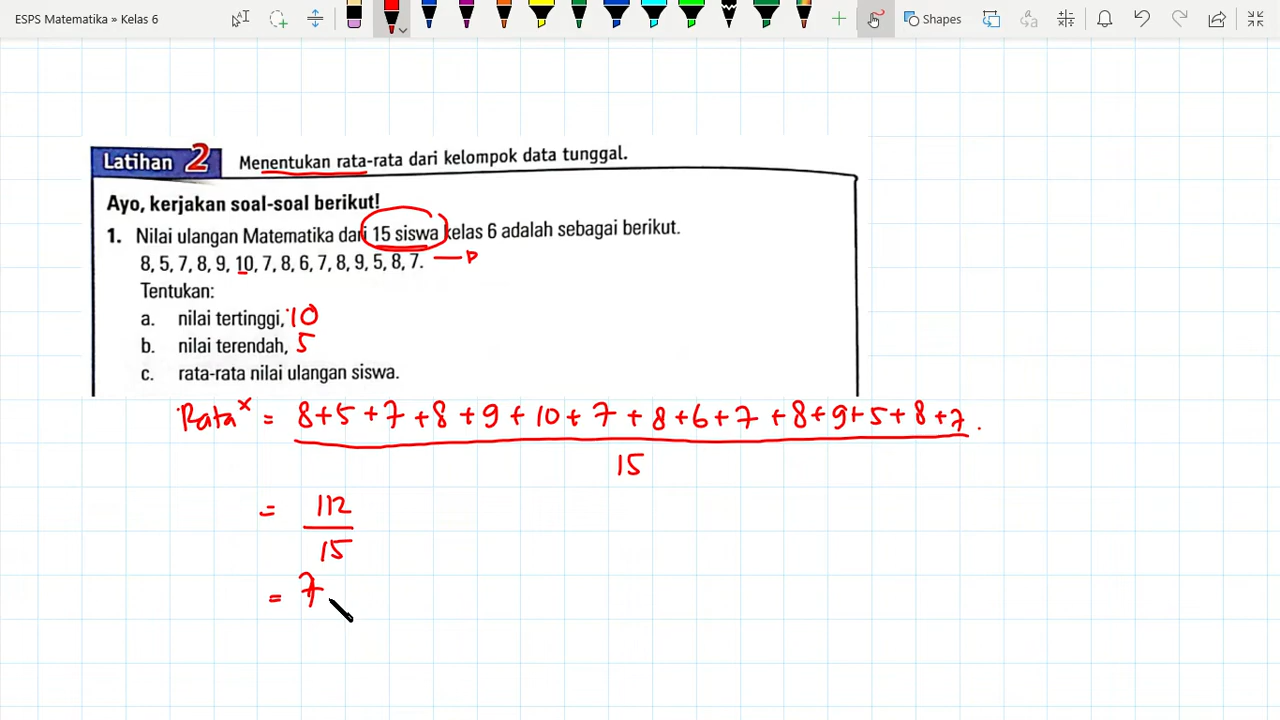 ESPS Matematika » Kelas 6
Shapes
Latihan 2 Menentukan rata-rata dari kelompok data tunggal.
Ayo, kerjakan soal-soal berikut!
1. Nilai ulangan Matematika dari 15 siswa kelas 6 adalah sebagai berikut.
8, 5, 7, 8, 9, 10, 7, 8, 6, 7, 8, 9, 5, 8, 7.
Tentukan:
a. nilai tertinggi, 10
b. nilai terendah, 5
c. rata-rata nilai ulangan siswa.
Rata× = 8+5+7+8+9+10+7+8+6+7+8+9+5+8+7.
15
= 112
15
= 7